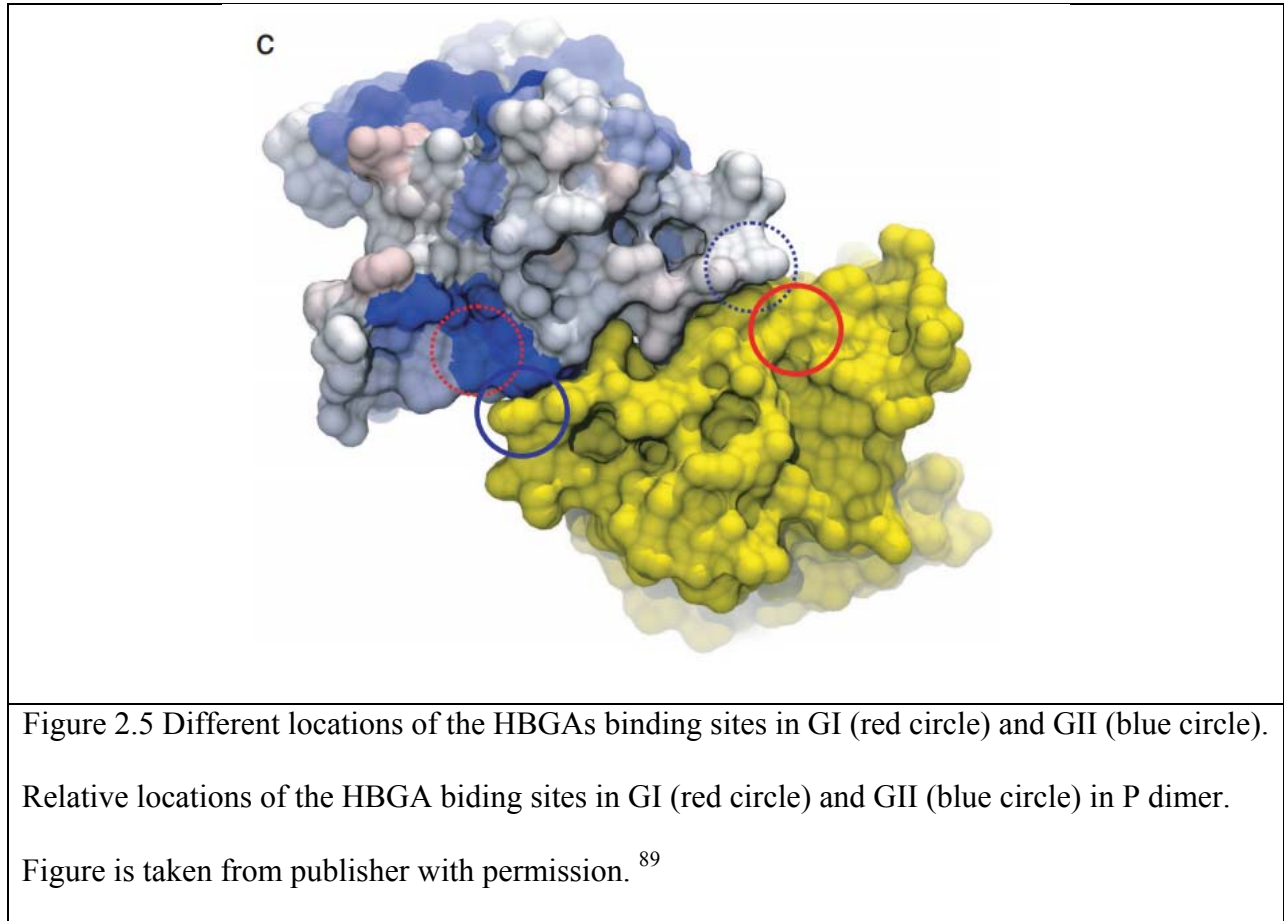 C
Figure 2.5 Different locations of the HBGAs binding sites in GI (red circle) and GII (blue circle).
Relative locations of the HBGA biding sites in GI (red circle) and GII (blue circle) in P dimer.
Figure is taken from publisher with permission. 89